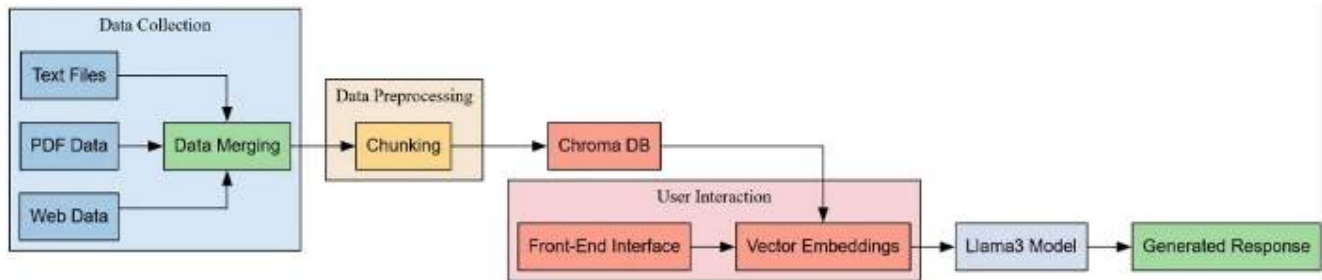 Data Collection
Text Files
Data Preprocessing
PDF Data
Data Merging
Chunking
Chroma DB
Web Data
User Interaction
Front-End Interface
Vector Embeddings
Llama3 Model
Generated Response